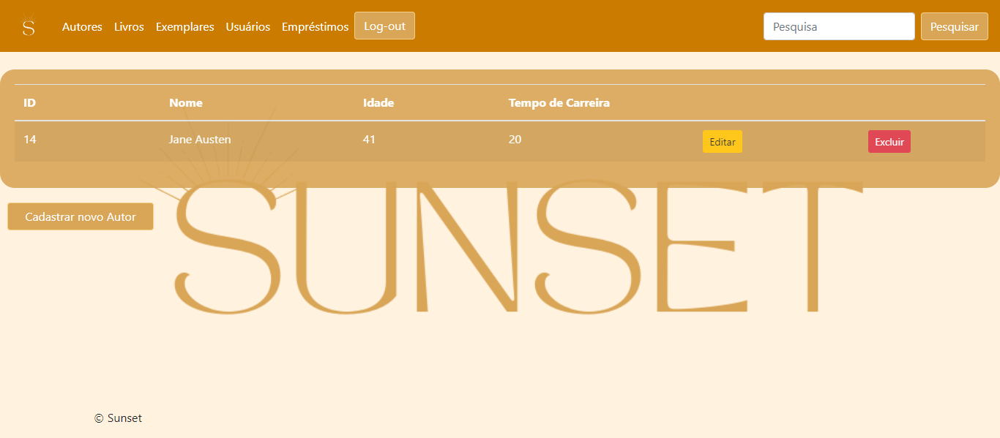 S Autores Livros Exemplares Usuários Empréstimos Log-out Pesquisa Pesquisar
ID Nome Idade Tempo de Carreira
14 Jane Austen 41 20 Editar Excluir
Cadastrar novo Autor
SUNSET
© Sunset